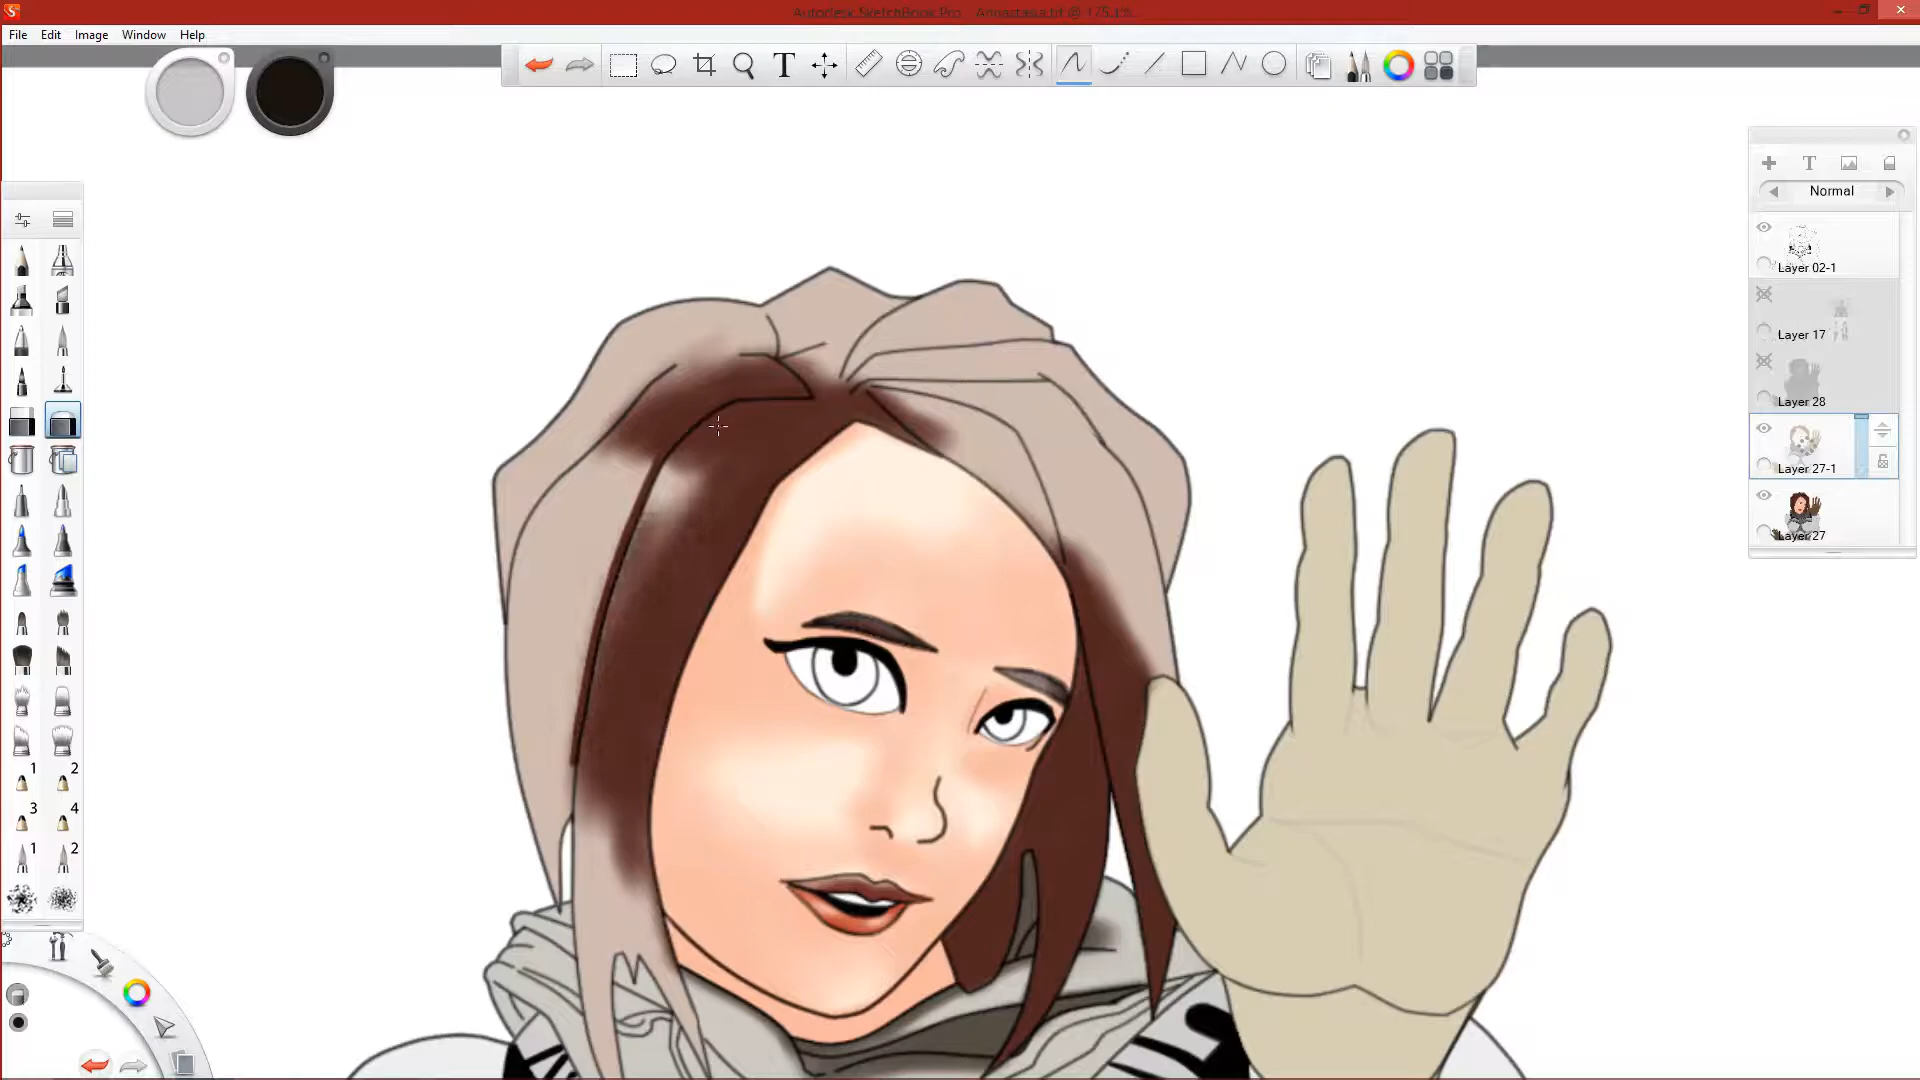 Autodesk SketchBook Pro - Annastasia.tif @ 175.1%
File Edit Image Window Help
T
T
Normal
Layer 02-1
Layer 17
Layer 28
Layer 27-1
Layer 27
1 2
3 4
1 2